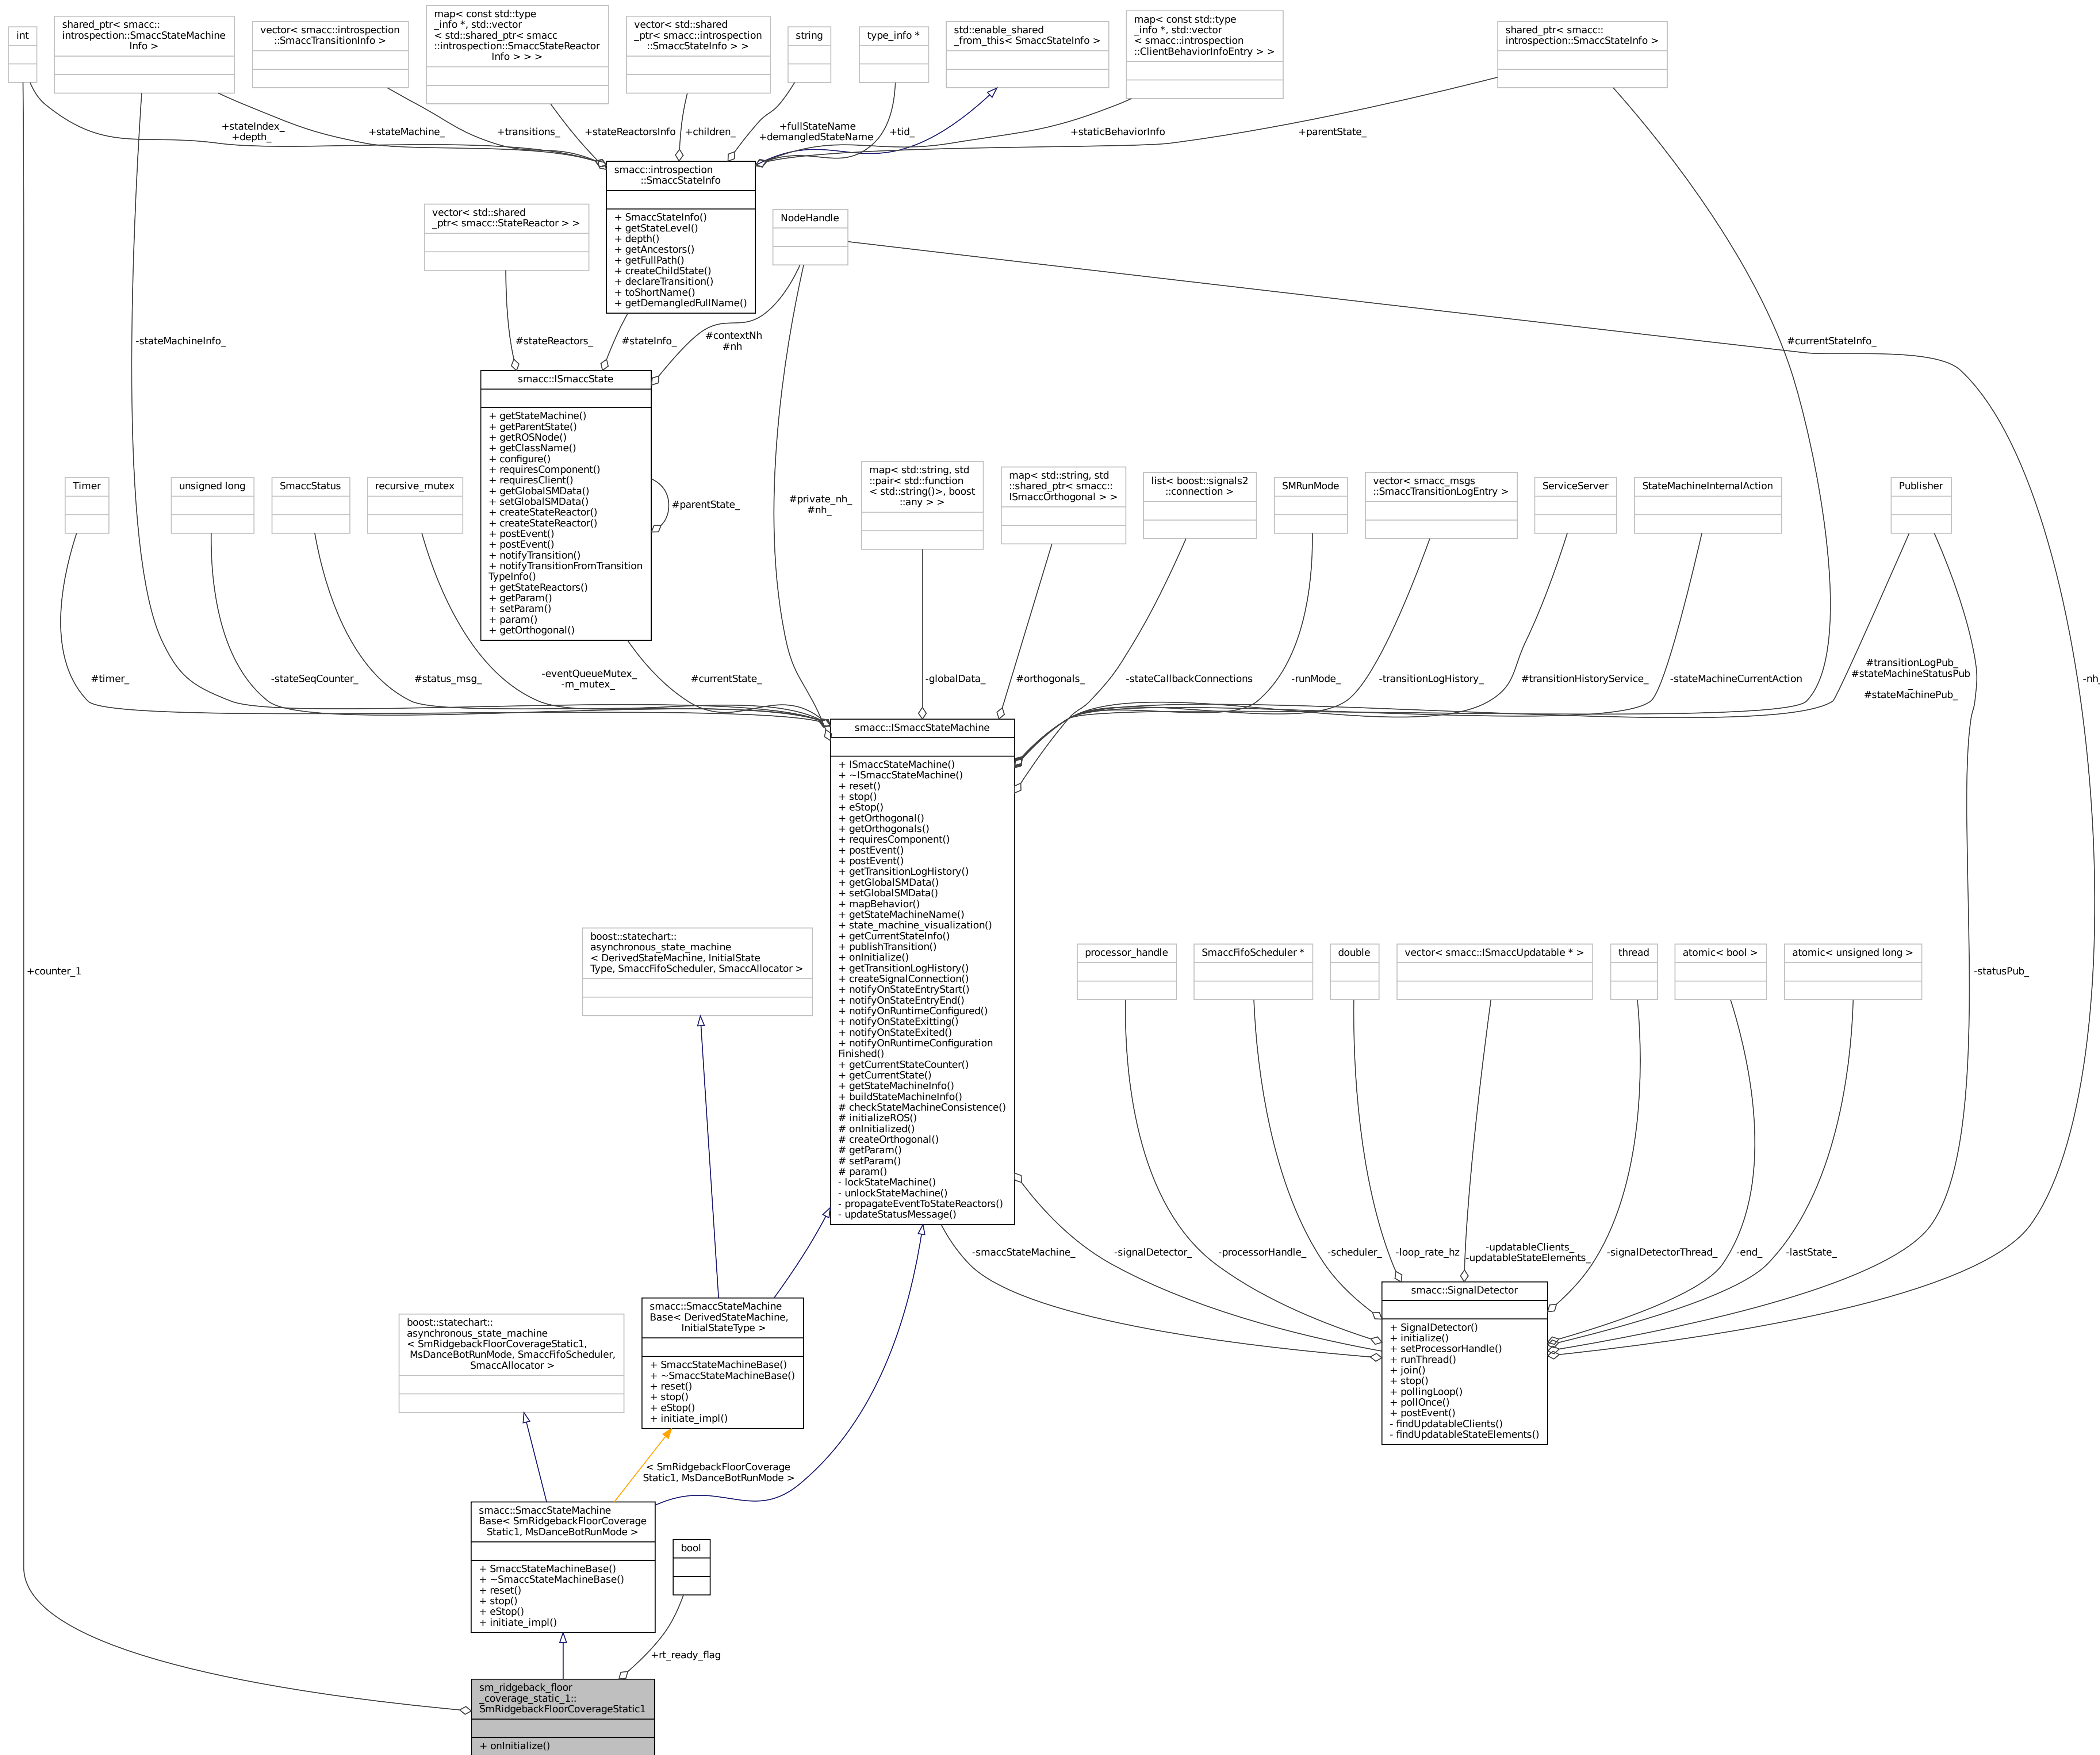 int
shared_ptr< smacc::
introspection::SmaccStateMachine
Info >
vector< smacc::introspection
::SmaccTransitionInfo >
map< const std::type
_info *, std::vector
< std::shared_ptr< smacc
::introspection::SmaccStateReactor
Info > > >
vector< std::shared
_ptr< smacc::introspection
::SmaccStateInfo > >
string
type_info *
std::enable_shared
_from_this< SmaccStateInfo >
map< const std::type
_info *, std::vector
< smacc::introspection
::ClientBehaviorInfoEntry > >
shared_ptr< smacc::
introspection::SmaccStateInfo >
+stateIndex_
+depth_
+stateMachine_
+transitions_
+stateReactorsInfo
+children_
+fullStateName
+demangledStateName
+tid_
+staticBehaviorInfo
+parentState_
smacc::introspection
::SmaccStateInfo
+ SmaccStateInfo()
+ getStateLevel()
+ depth()
+ getAncestors()
+ getFullPath()
+ createChildState()
+ declareTransition()
+ toShortName()
+ getDemangledFullName()
vector< std::shared
_ptr< smacc::StateReactor > >
NodeHandle
-stateMachineInfo_
#stateReactors_
#stateInfo_
#contextNh
#nh
#currentStateInfo_
smacc::ISmaccState
+ getStateMachine()
+ getParentState()
+ getROSNode()
+ getClassName()
+ configure()
+ requiresComponent()
+ requiresClient()
+ getGlobalSMData()
+ setGlobalSMData()
+ createStateReactor()
+ createStateReactor()
+ postEvent()
+ postEvent()
+ notifyTransition()
+ notifyTransitionFromTransition
TypeInfo()
+ getStateReactors()
+ getParam()
+ setParam()
+ param()
+ getOrthogonal()
#parentState_
#private_nh_
#nh_
Timer
unsigned long
SmaccStatus
recursive_mutex
map< std::string, std
::pair< std::function
< std::string()>, boost
::any > >
map< std::string, std
::shared_ptr< smacc::
ISmaccOrthogonal > >
list< boost::signals2
::connection >
SMRunMode
vector< smacc_msgs
::SmaccTransitionLogEntry >
ServiceServer
StateMachineInternalAction
Publisher
#timer_
-stateSeqCounter_
#status_msg_
-eventQueueMutex_
-m_mutex_
#currentState_
-globalData_
#orthogonals_
-stateCallbackConnections
-runMode_
-transitionLogHistory_
#transitionHistoryService_
-stateMachineCurrentAction
#transitionLogPub_
#stateMachineStatusPub
_
#stateMachinePub_
-nh_
smacc::ISmaccStateMachine
+ ISmaccStateMachine()
+ ~ISmaccStateMachine()
+ reset()
+ stop()
+ eStop()
+ getOrthogonal()
+ getOrthogonals()
+ requiresComponent()
+ postEvent()
+ postEvent()
+ getTransitionLogHistory()
+ getGlobalSMData()
+ setGlobalSMData()
+ mapBehavior()
+ getStateMachineName()
+ state_machine_visualization()
+ getCurrentStateInfo()
+ publishTransition()
+ onInitialize()
+ getTransitionLogHistory()
+ createSignalConnection()
+ notifyOnStateEntryStart()
+ notifyOnStateEntryEnd()
+ notifyOnRuntimeConfigured()
+ notifyOnStateExitting()
+ notifyOnStateExited()
+ notifyOnRuntimeConfiguration
Finished()
+ getCurrentStateCounter()
+ getCurrentState()
+ getStateMachineInfo()
+ buildStateMachineInfo()
# checkStateMachineConsistence()
# initializeROS()
# onInitialized()
# createOrthogonal()
# getParam()
# setParam()
# param()
- lockStateMachine()
- unlockStateMachine()
- propagateEventToStateReactors()
- updateStatusMessage()
+counter_1
boost::statechart::
asynchronous_state_machine
< DerivedStateMachine, InitialState
Type, SmaccFifoScheduler, SmaccAllocator >
processor_handle
SmaccFifoScheduler *
double
vector< smacc::ISmaccUpdatable * >
thread
atomic< bool >
atomic< unsigned long >
-statusPub_
-smaccStateMachine_
-signalDetector_
-processorHandle_
-scheduler_
-loop_rate_hz
-updatableClients_
-updatableStateElements_
-signalDetectorThread_
-end_
-lastState_
smacc::SignalDetector
+ SignalDetector()
+ initialize()
+ setProcessorHandle()
+ runThread()
+ join()
+ stop()
+ pollingLoop()
+ pollOnce()
+ postEvent()
- findUpdatableClients()
- findUpdatableStateElements()
smacc::SmaccStateMachine
Base< DerivedStateMachine,
InitialStateType >
+ SmaccStateMachineBase()
+ ~SmaccStateMachineBase()
+ reset()
+ stop()
+ eStop()
+ initiate_impl()
boost::statechart::
asynchronous_state_machine
< SmRidgebackFloorCoverageStatic1,
MsDanceBotRunMode, SmaccFifoScheduler,
SmaccAllocator >
< SmRidgebackFloorCoverage
Static1, MsDanceBotRunMode >
smacc::SmaccStateMachine
Base< SmRidgebackFloorCoverage
Static1, MsDanceBotRunMode >
+ SmaccStateMachineBase()
+ ~SmaccStateMachineBase()
+ reset()
+ stop()
+ eStop()
+ initiate_impl()
bool
+rt_ready_flag
sm_ridgeback_floor
_coverage_static_1::
SmRidgebackFloorCoverageStatic1
+ onInitialize()